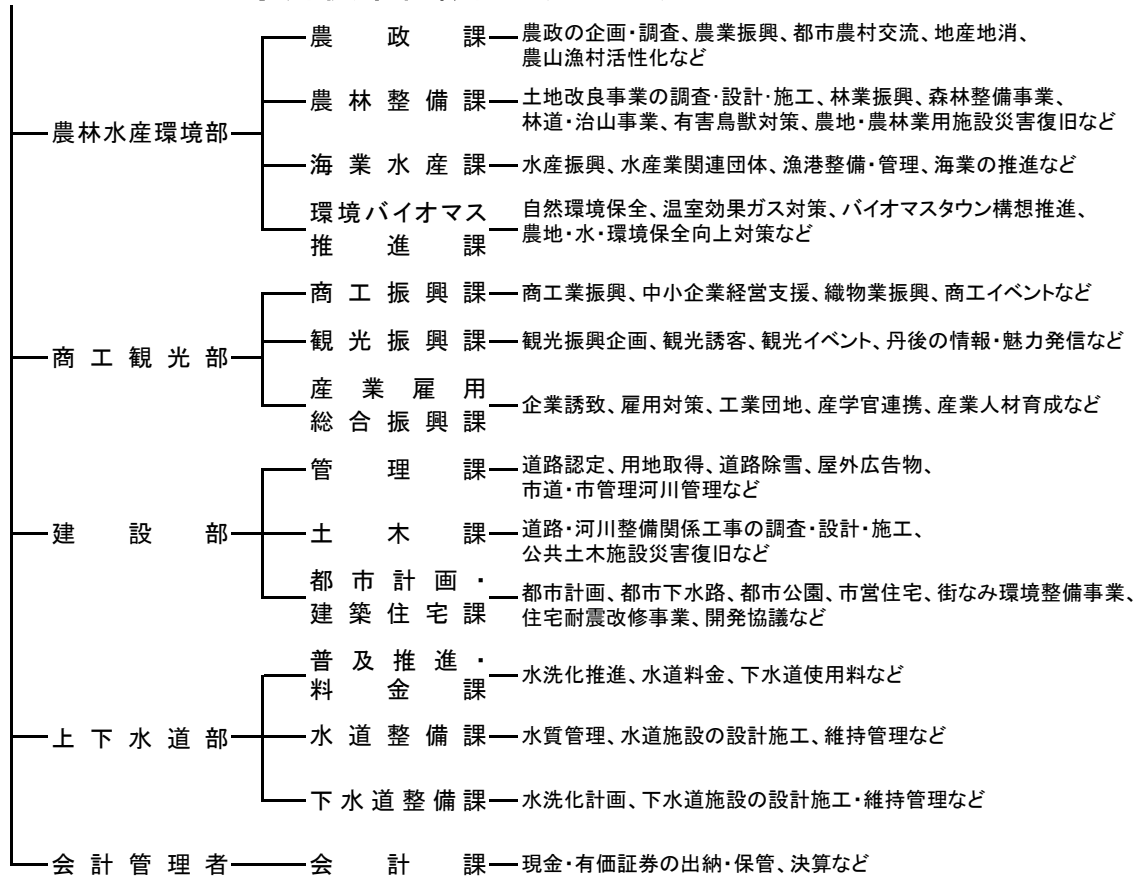 農林水産環境部
農政課
農政の企画・調査、農業振興、都市農村交流、地産地消、
農山漁村活性化など
農林整備課
土地改良事業の調査・設計・施工、林業振興、森林整備事業、
林道・治山事業、有害鳥獣対策、農地・農林業用施設災害復旧など
海業水産課
水産振興、水産業関連団体、漁港整備・管理、海業の推進など
環境バイオマス
推進課
自然環境保全、温室効果ガス対策、バイオマスタウン構想推進、
農地・水・環境保全向上対策など
商工観光部
商工振興課
商工業振興、中小企業経営支援、織物業振興、商工イベントなど
観光振興課
観光振興企画、観光誘客、観光イベント、丹後の情報・魅力発信など
産業雇用
総合振興課
企業誘致、雇用対策、工業団地、産学官連携、産業人材育成など
建設部
管理課
道路認定、用地取得、道路除雪、屋外広告物、
市道・市管理河川管理など
土木課
道路・河川整備関係工事の調査・設計・施工、
公共土木施設災害復旧など
都市計画・
建築住宅課
都市計画、都市下水路、都市公園、市営住宅、街なみ環境整備事業、
住宅耐震改修事業、開発協議など
上下水道部
普及推進・
料金課
水洗化推進、水道料金、下水道使用料など
水道整備課
水質管理、水道施設の設計施工、維持管理など
下水道整備課
水洗化計画、下水道施設の設計施工・維持管理など
会計管理者
会計課
現金・有価証券の出納・保管、決算など